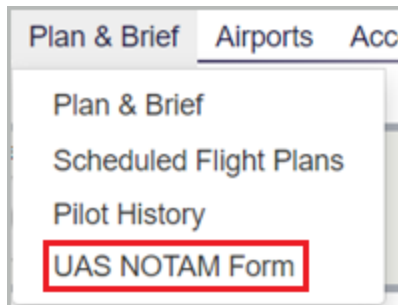 Plan & Brief Airports Acc
Plan & Brief
Scheduled Flight Plans
Pilot History
UAS NOTAM Form